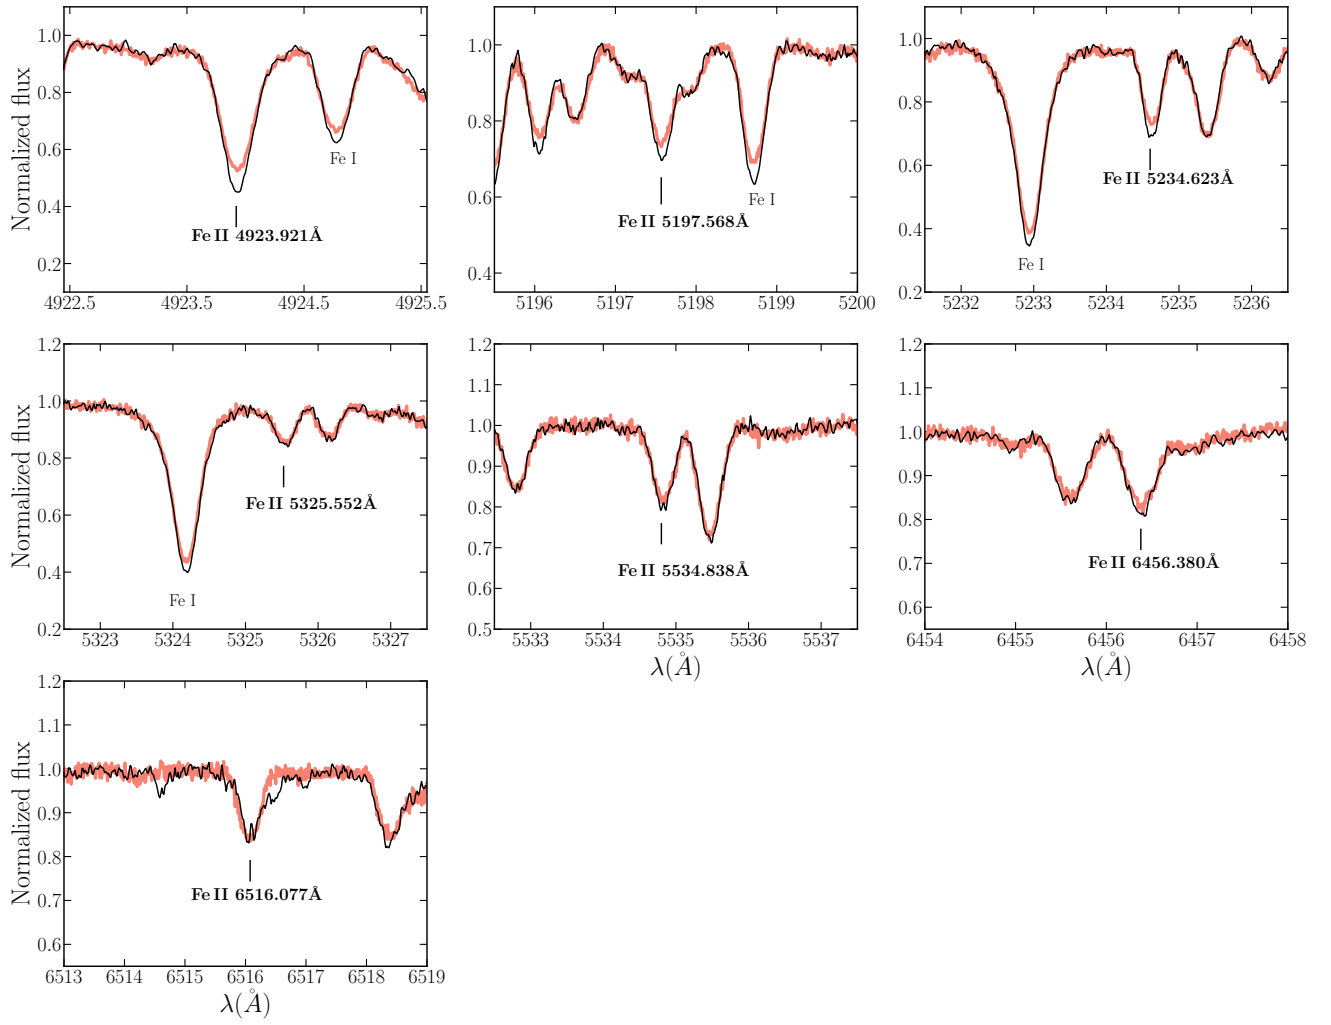 Normalized flux
1.0
0.8
0.6
0.4
0.2
Fe I
Fe II 4923.921Å
4922.5 4923.5 4924.5 4925.5
1.0
0.8
0.6
0.4
Fe I
Fe II 5197.568Å
5196 5197 5198 5199 5200
1.0
0.8
0.6
0.4
0.2
Fe II 5234.623Å
Fe I
5232 5233 5234 5235 5236
Normalized flux
1.2
1.0
0.8
0.6
0.4
0.2
Fe II 5325.552Å
Fe I
5323 5324 5325 5326 5327
1.2
1.1
1.0
0.9
0.8
0.7
0.6
0.5
Fe II 5534.838Å
5533 5534 5535 5536 5537
λ(Å)
1.2
1.1
1.0
0.9
0.8
0.7
0.6
Fe II 6456.380Å
6454 6455 6456 6457 6458
λ(Å)
Normalized flux
1.2
1.1
1.0
0.9
0.8
0.7
0.6
Fe II 6516.077Å
6513 6514 6515 6516 6517 6518 6519
λ(Å)